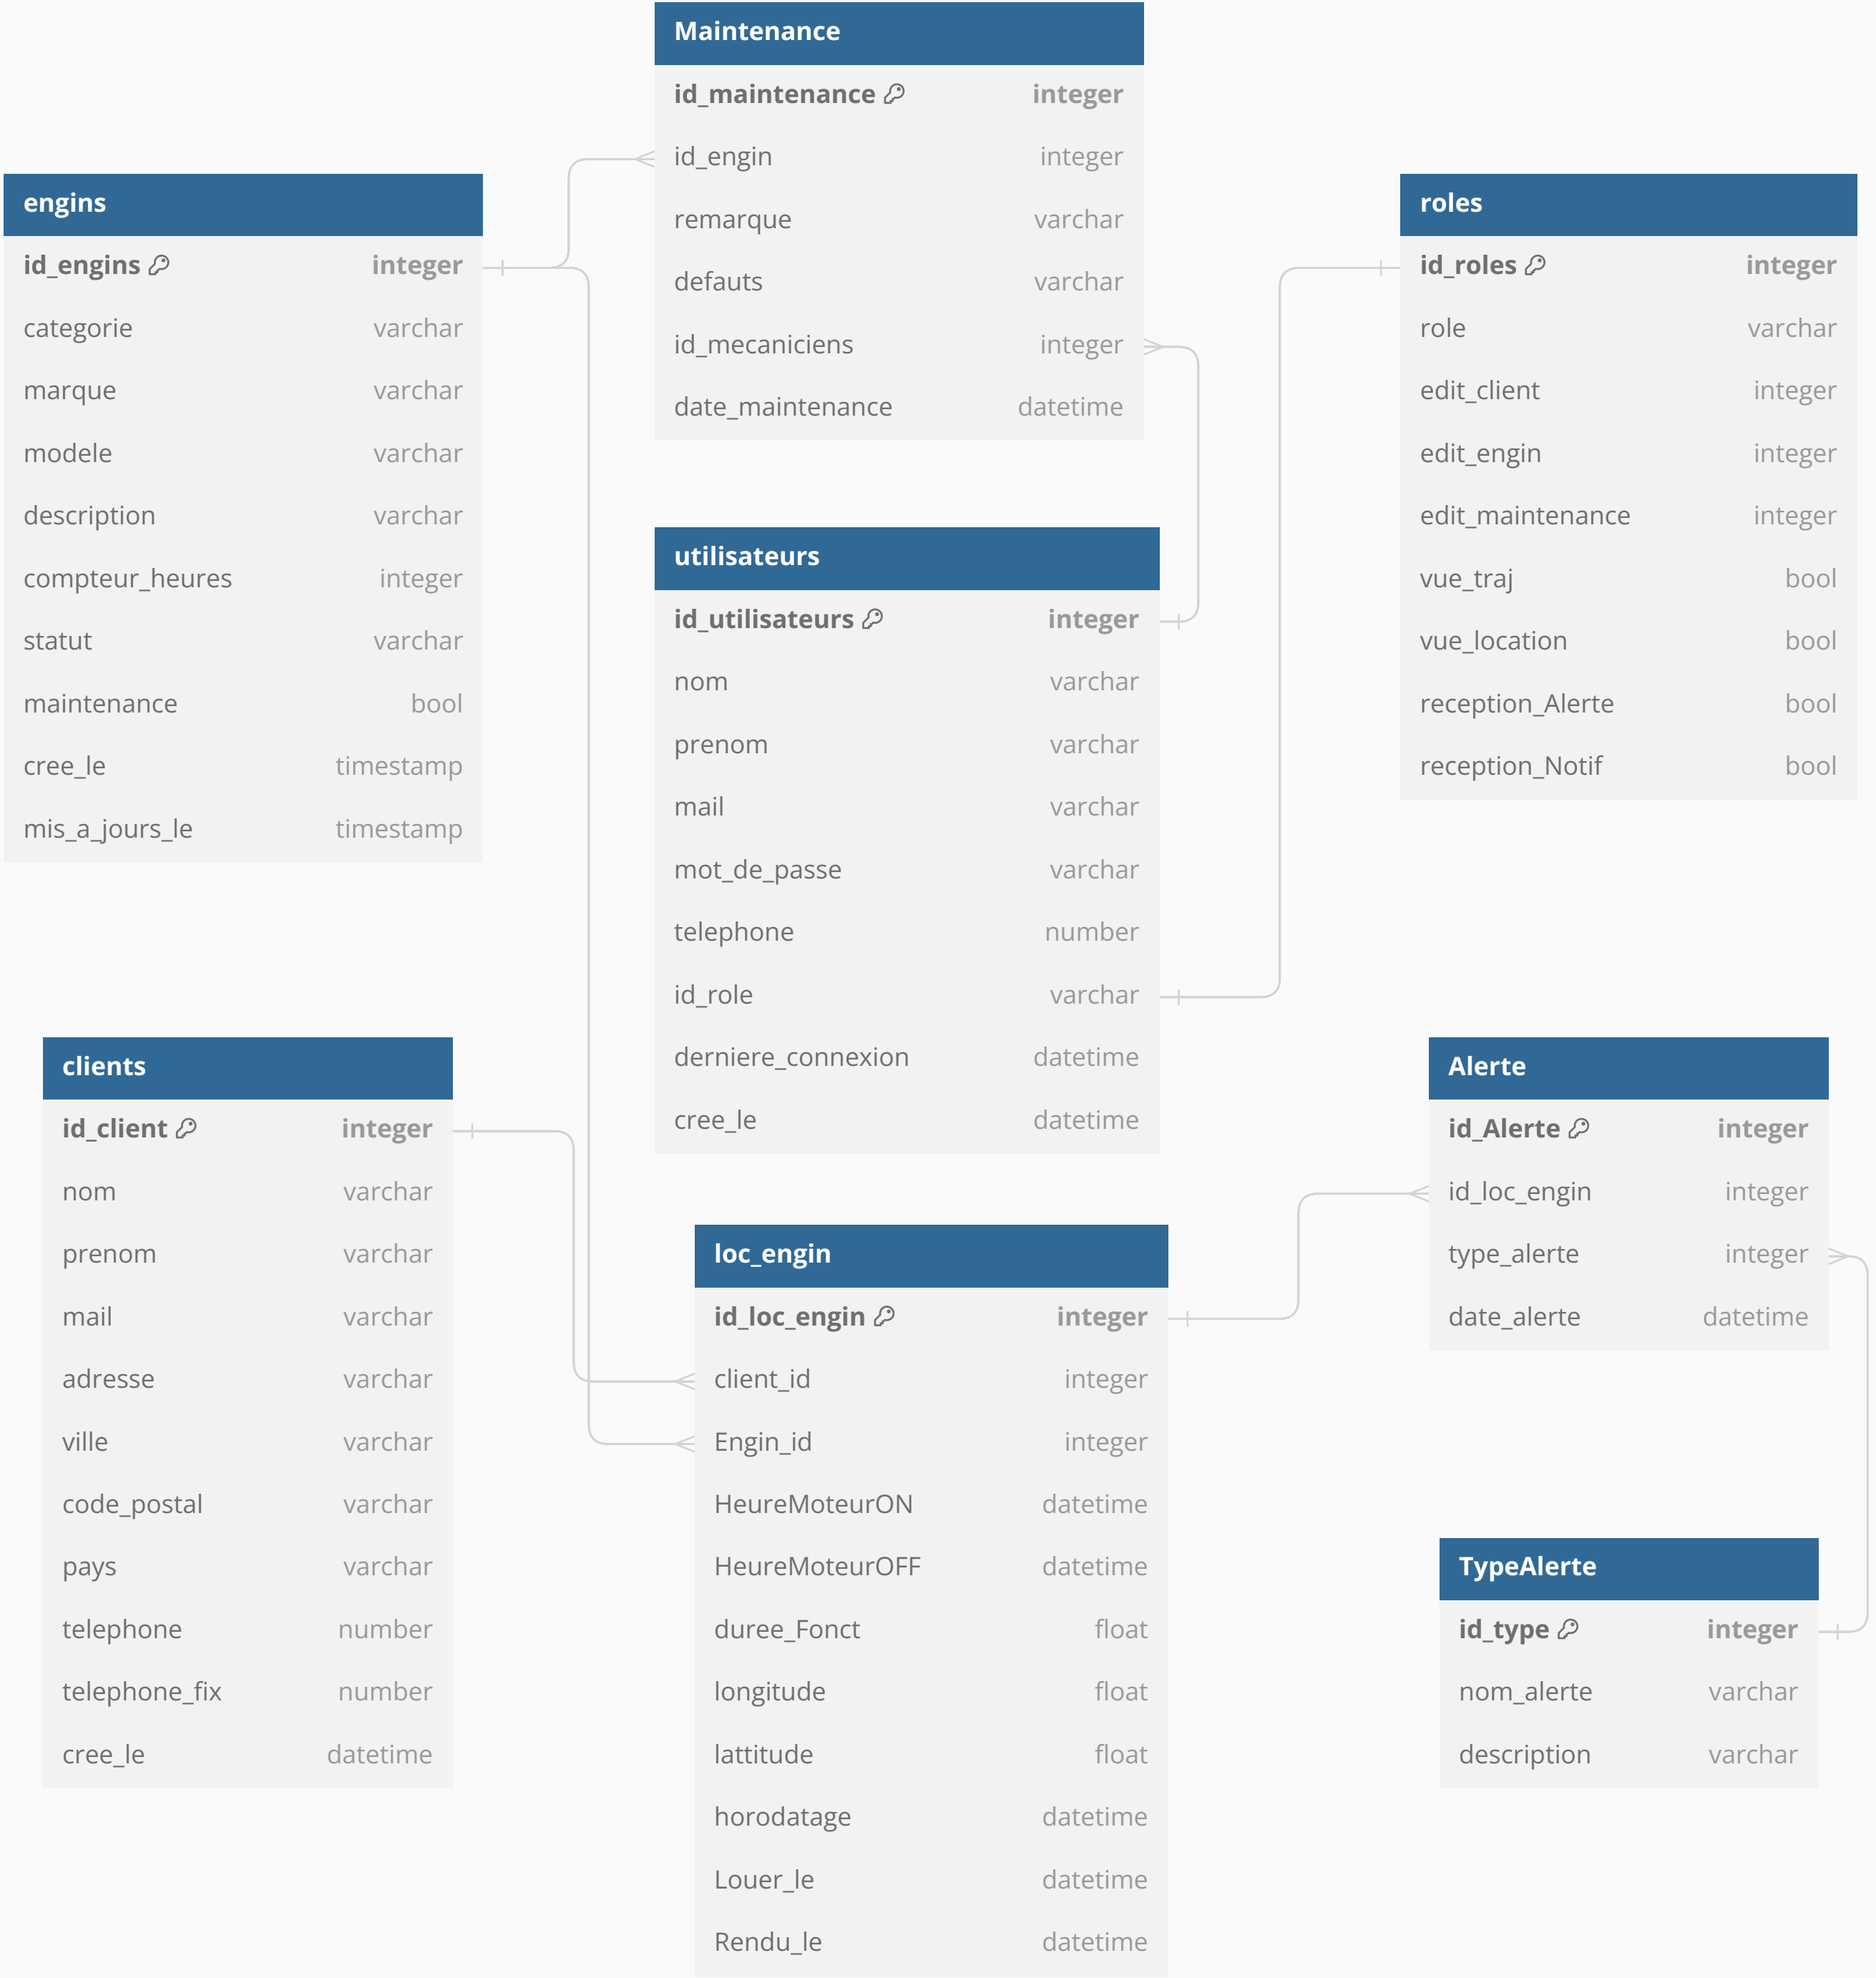 Maintenance
id_maintenance integer
id_engin integer
remarque varchar
defauts varchar
id_mecaniciens integer
date_maintenance datetime
engins
id_engins integer
categorie varchar
marque varchar
modele varchar
description varchar
compteur_heures integer
statut varchar
maintenance bool
cree_le timestamp
mis_a_jours_le timestamp
roles
id_roles integer
role varchar
edit_client integer
edit_engin integer
edit_maintenance integer
vue_traj bool
vue_location bool
reception_Alerte bool
reception_Notif bool
utilisateurs
id_utilisateurs integer
nom varchar
prenom varchar
mail varchar
mot_de_passe varchar
telephone number
id_role varchar
derniere_connexion datetime
cree_le datetime
clients
id_client integer
nom varchar
prenom varchar
mail varchar
adresse varchar
ville varchar
code_postal varchar
pays varchar
telephone number
telephone_fix number
cree_le datetime
loc_engin
id_loc_engin integer
client_id integer
Engin_id integer
HeureMoteurON datetime
HeureMoteurOFF datetime
duree_Fonct float
longitude float
lattitude float
horodatage datetime
Louer_le datetime
Rendu_le datetime
Alerte
id_Alerte integer
id_loc_engin integer
type_alerte integer
date_alerte datetime
TypeAlerte
id_type integer
nom_alerte varchar
description varchar